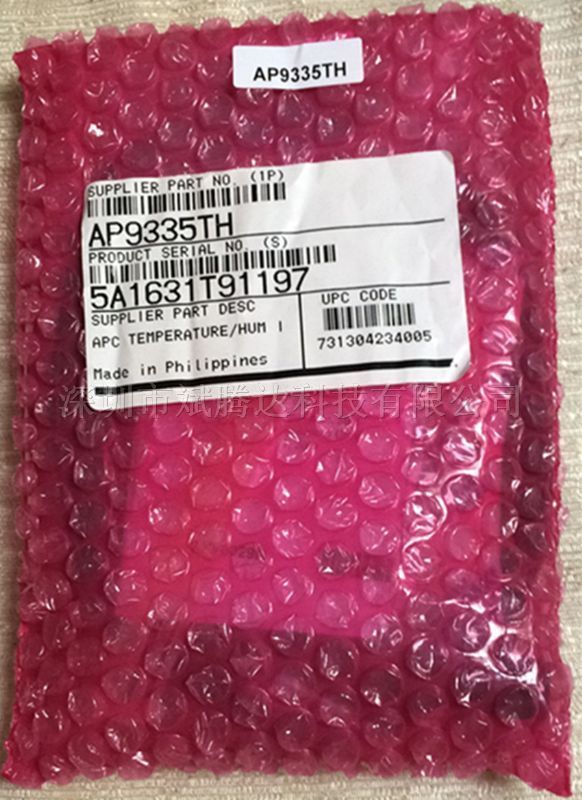 AP9335TH
SUPPLIER PART NO. (1P)
AP9335TH
PRODUCT SERIAL NO. (S)
5A1631T91197
SUPPLIER PART DESC
APC TEMPERATURE/HUM I
Made in Philippines
UPC CODE
731304234005
深圳市斌腾达科技有限公司